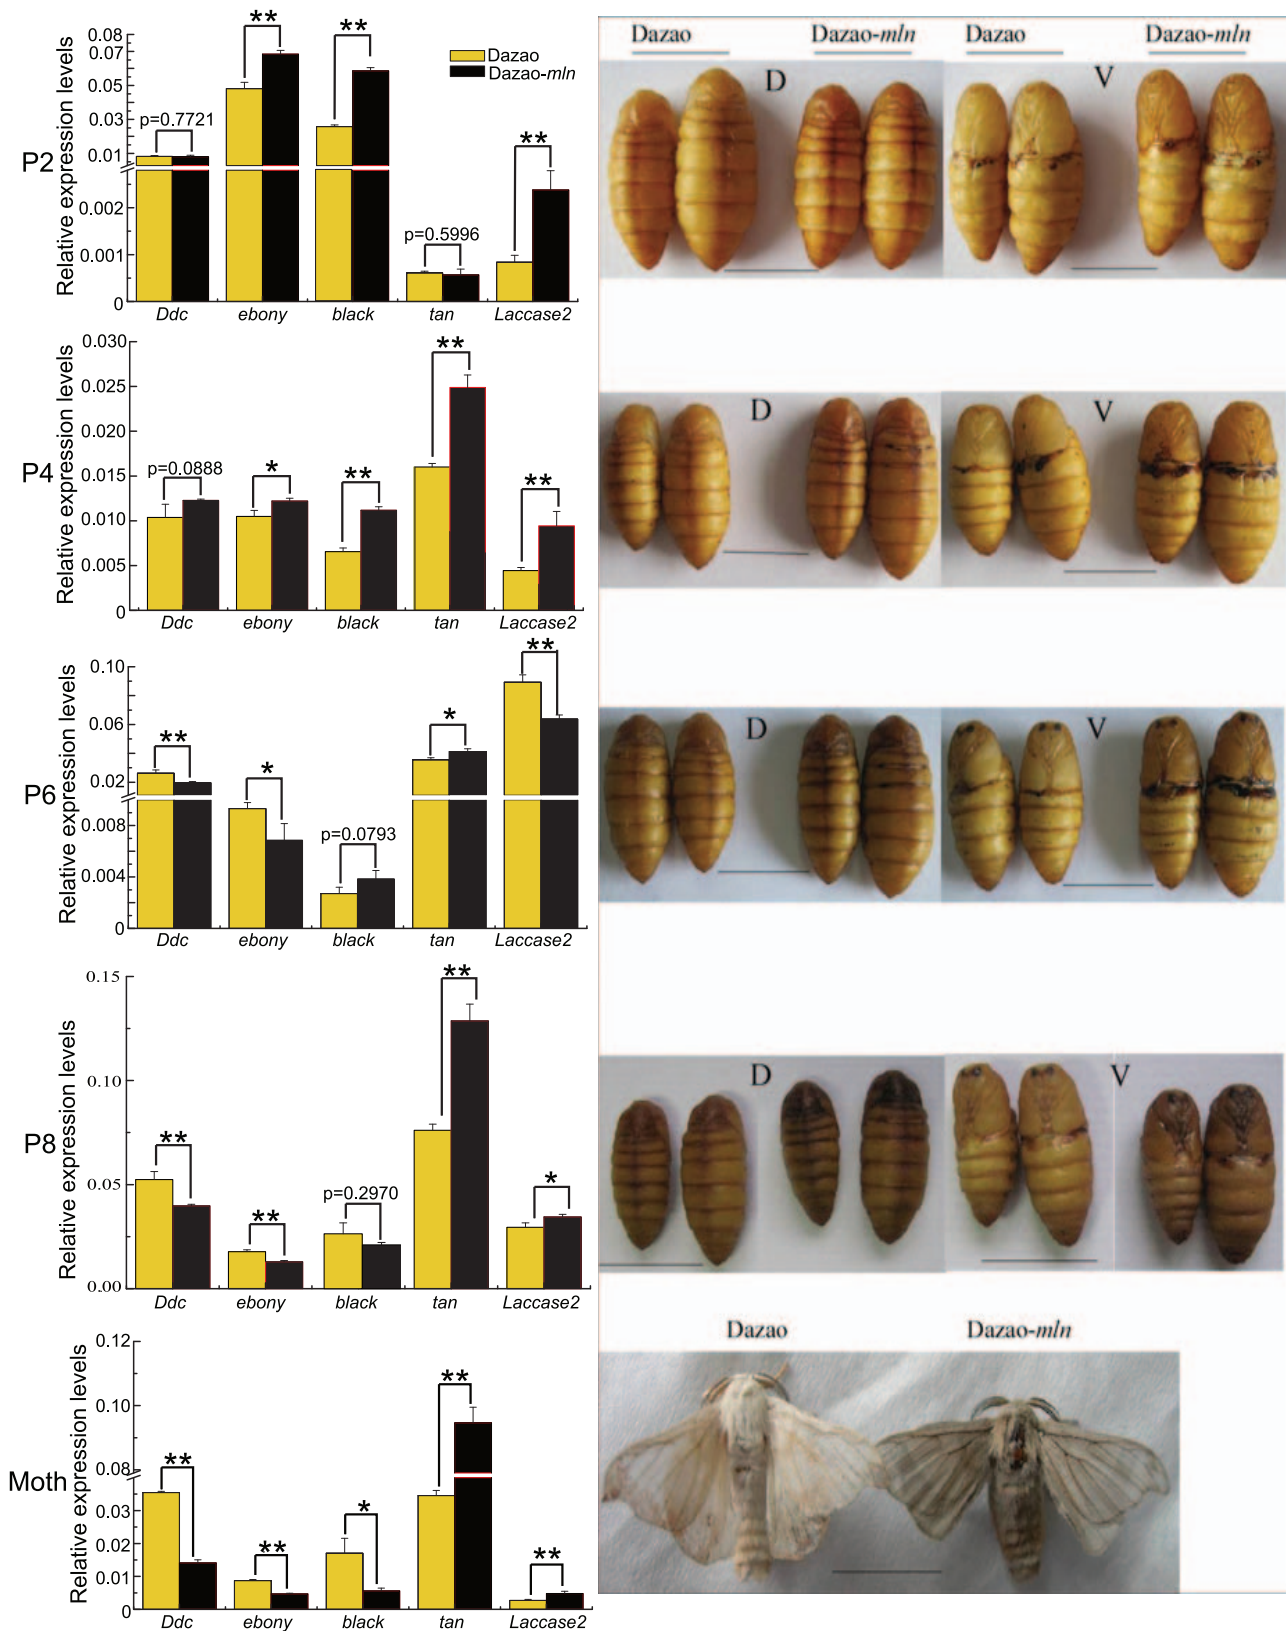 P2
Relative expression levels
0.08
0.07
0.05
0.03
0.01
0.002
0.001
0
p=0.7721
**
**
p=0.5996
**
Dazao
Dazao-mln
Ddc ebony black tan Laccase2
P4
Relative expression levels
0.030
0.025
0.020
0.015
0.010
0.005
0
p=0.0888
*
**
**
**
Ddc ebony black tan Laccase2
P6
Relative expression levels
0.10
0.06
0.02
0.008
0.004
0
**
*
p=0.0793
*
**
Ddc ebony black tan Laccase2
P8
Relative expression levels
0.15
0.10
0.05
0.00
**
**
p=0.2970
**
*
Ddc ebony black tan Laccase2
Moth
Relative expression levels
0.12
0.10
0.08
0.03
0.02
0.01
0
**
**
*
**
**
Ddc ebony black tan Laccase2
Dazao Dazao-mln Dazao Dazao-mln
D V
D V
D V
D V
Dazao Dazao-mln